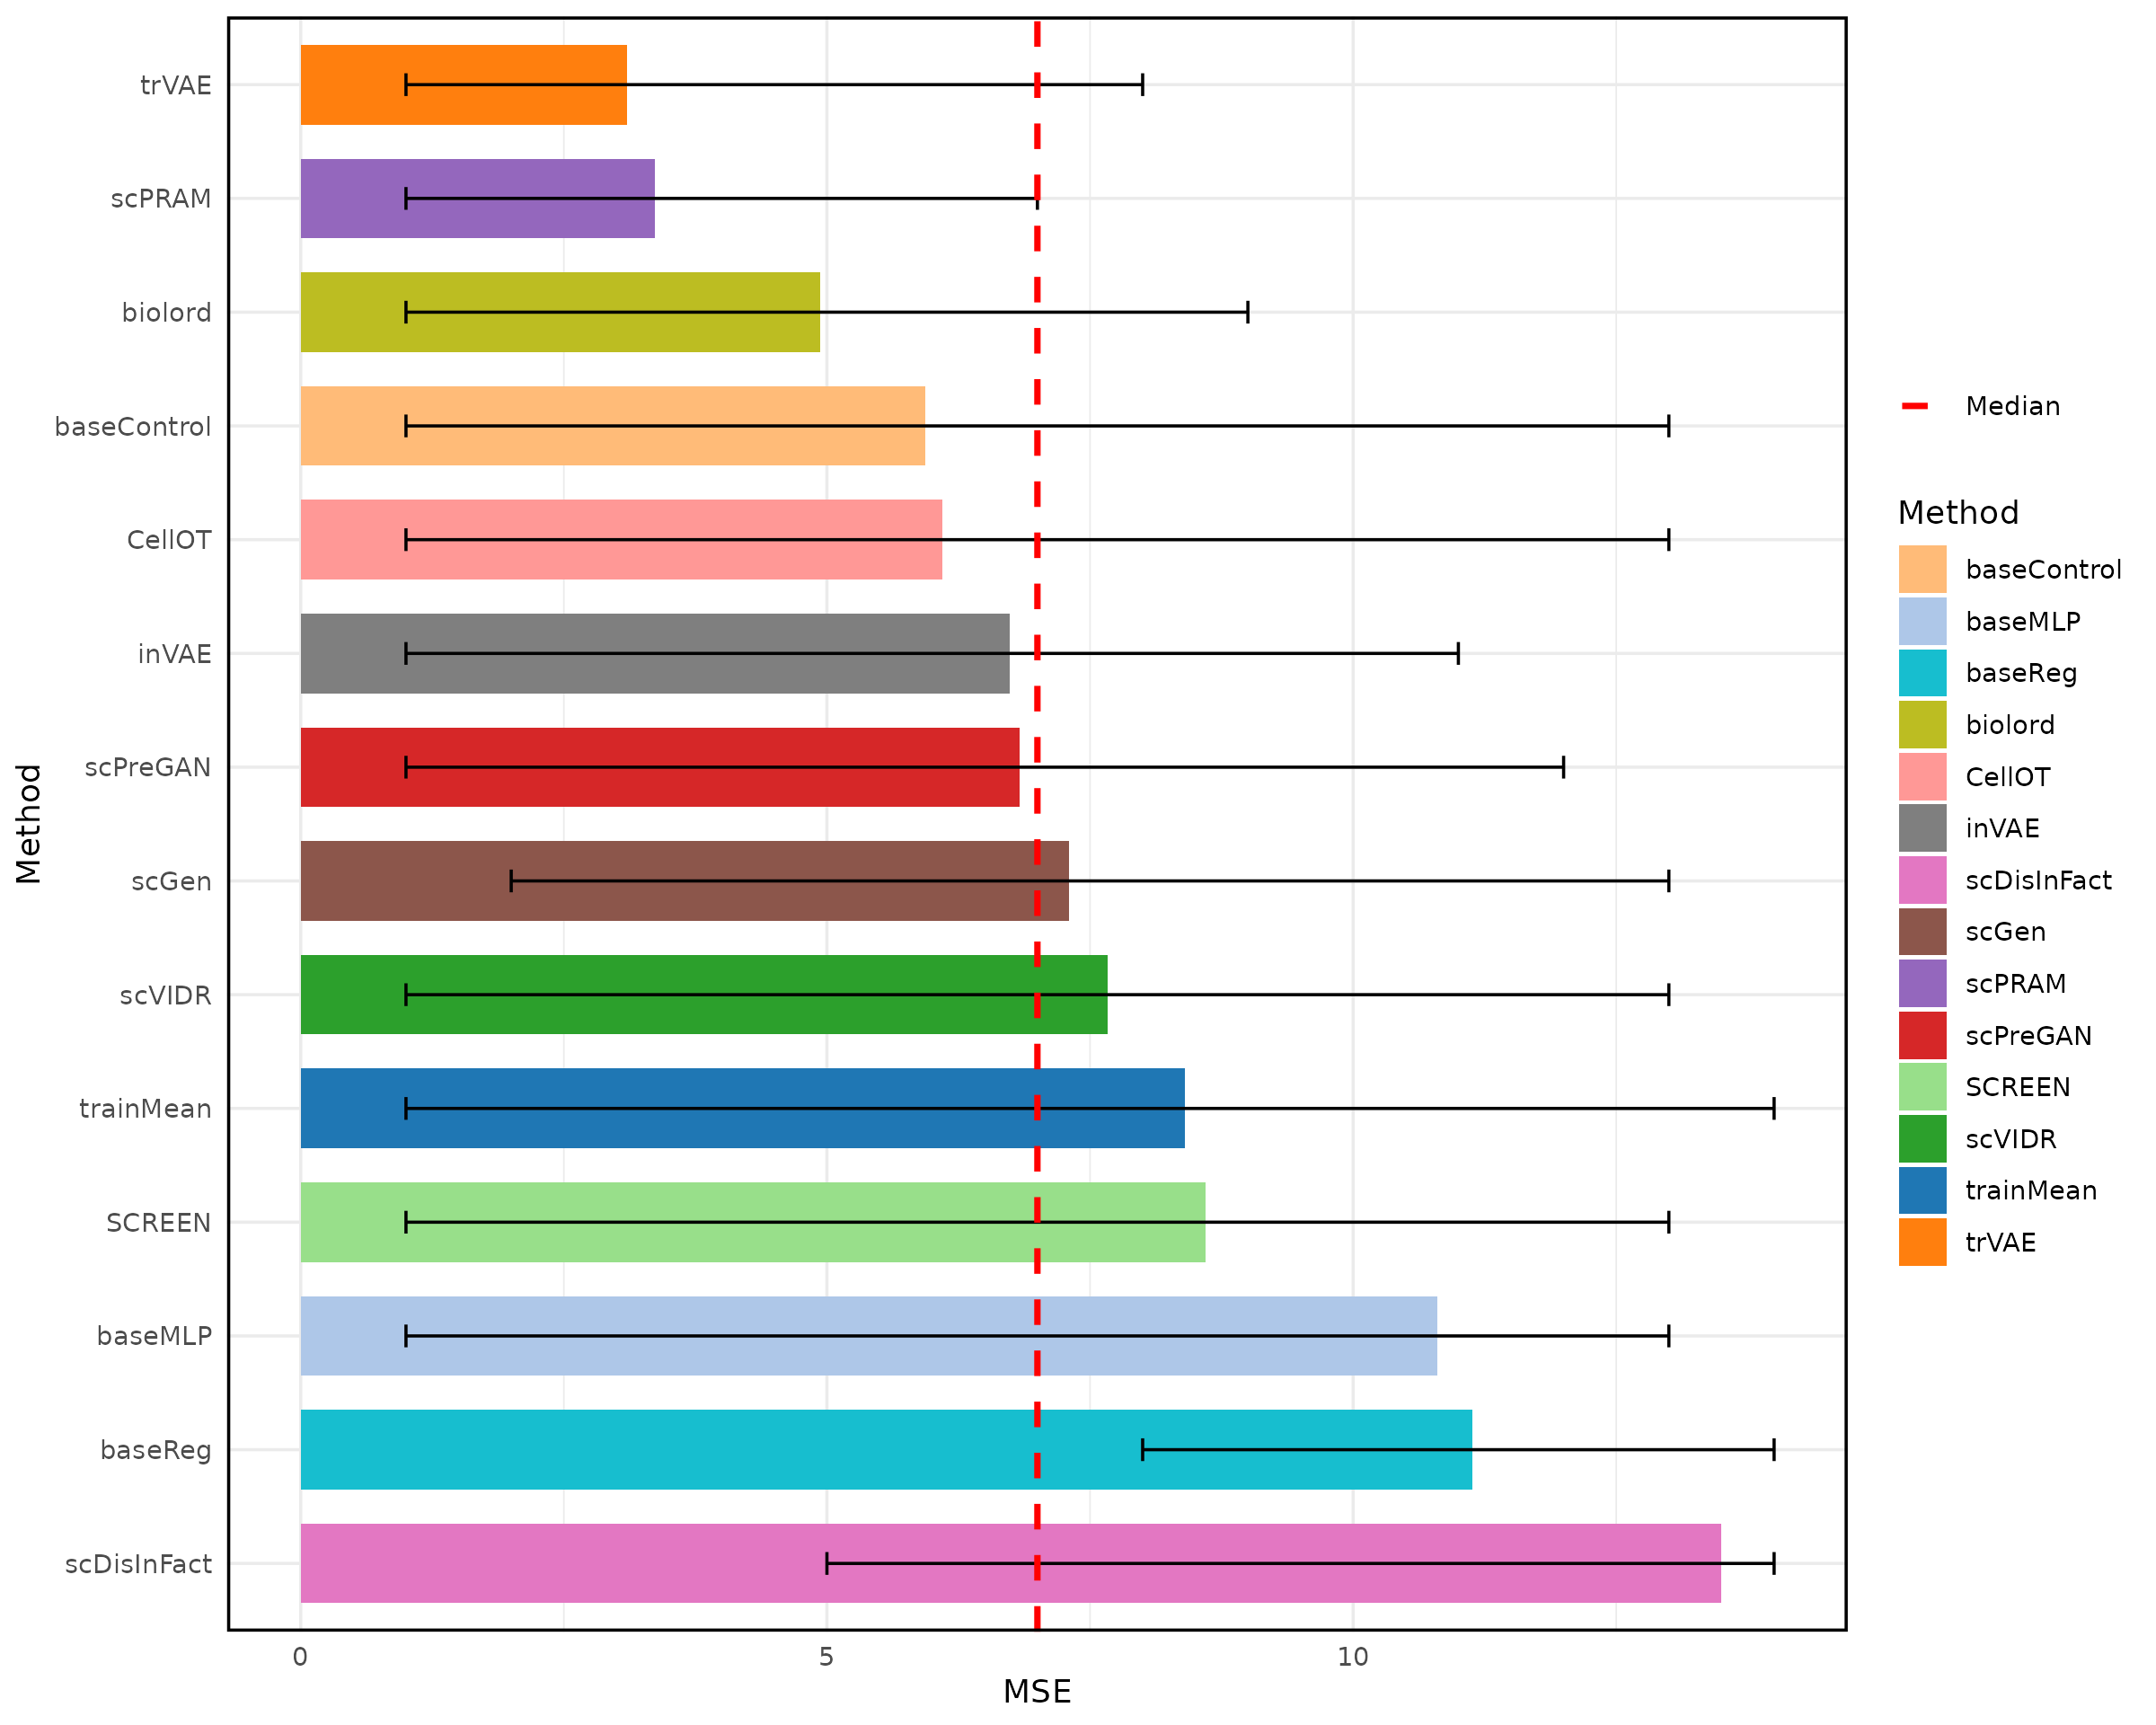 Method
trVAE
scPRAM
biolord
baseControl
CellOT
inVAE
scPreGAN
scGen
scVIDR
trainMean
SCREEN
baseMLP
baseReg
scDisInFact
0 5 10
MSE
Median
Method
baseControl
baseMLP
baseReg
biolord
CellOT
inVAE
scDisInFact
scGen
scPRAM
scPreGAN
SCREEN
scVIDR
trainMean
trVAE